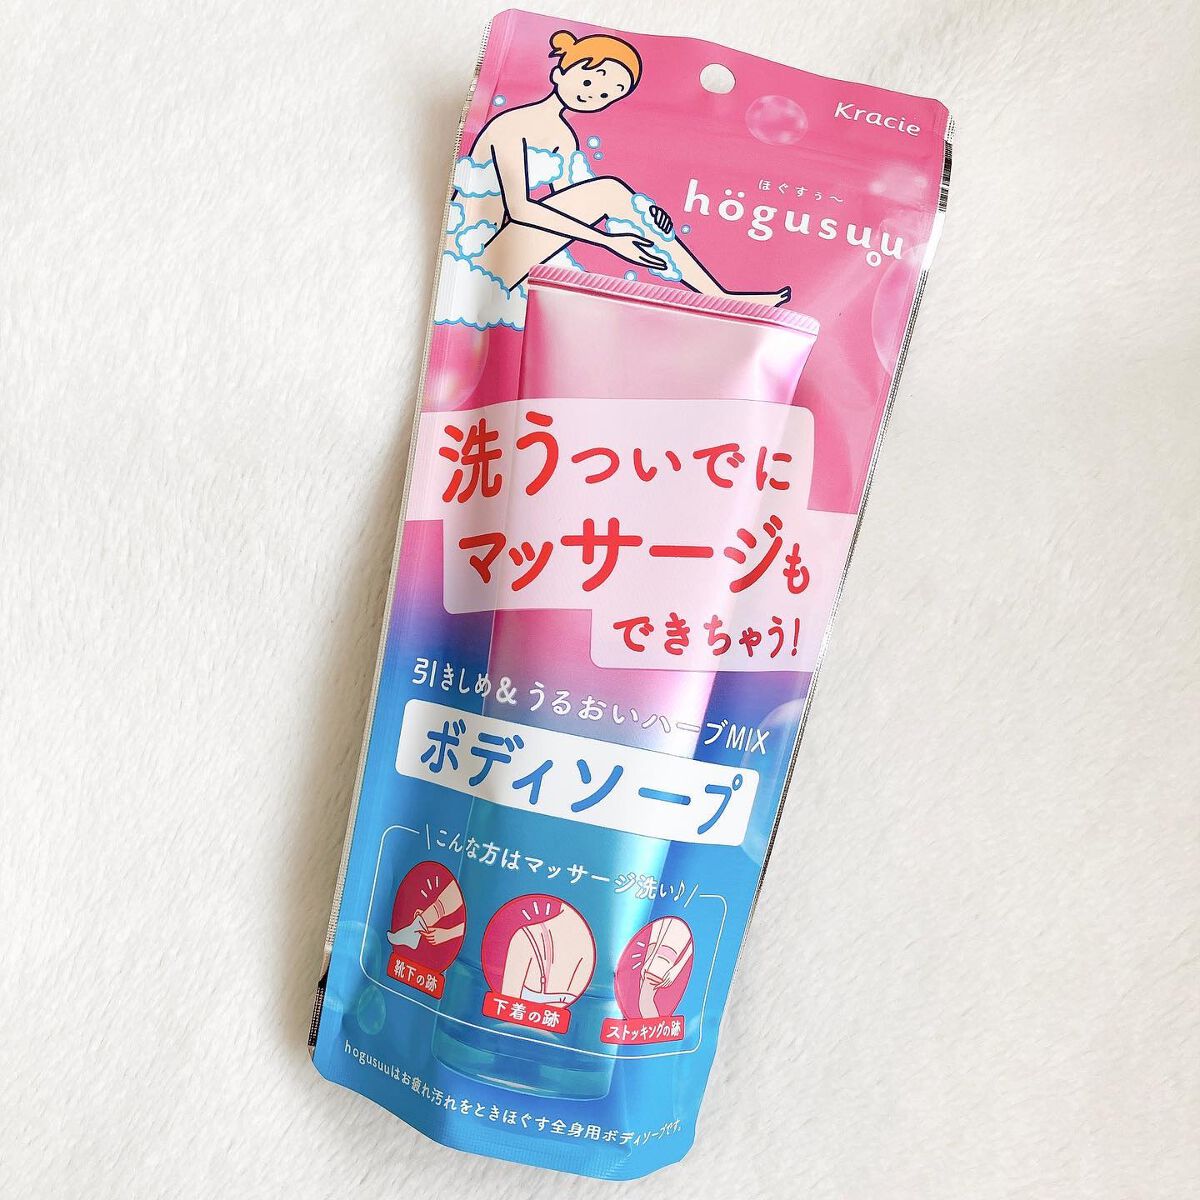 Kracie
ほぐすぅ〜
högusuu
洗うついでに
マッサージも
できちゃう!
引きしめ&うるおいハーブMIX
ボディソープ
\こんな方はマッサージ洗い♪/
靴下の跡
下着の跡
ストッキングの跡
hogusuuはお疲れ汚れをときほぐす全身用ボディソープです。